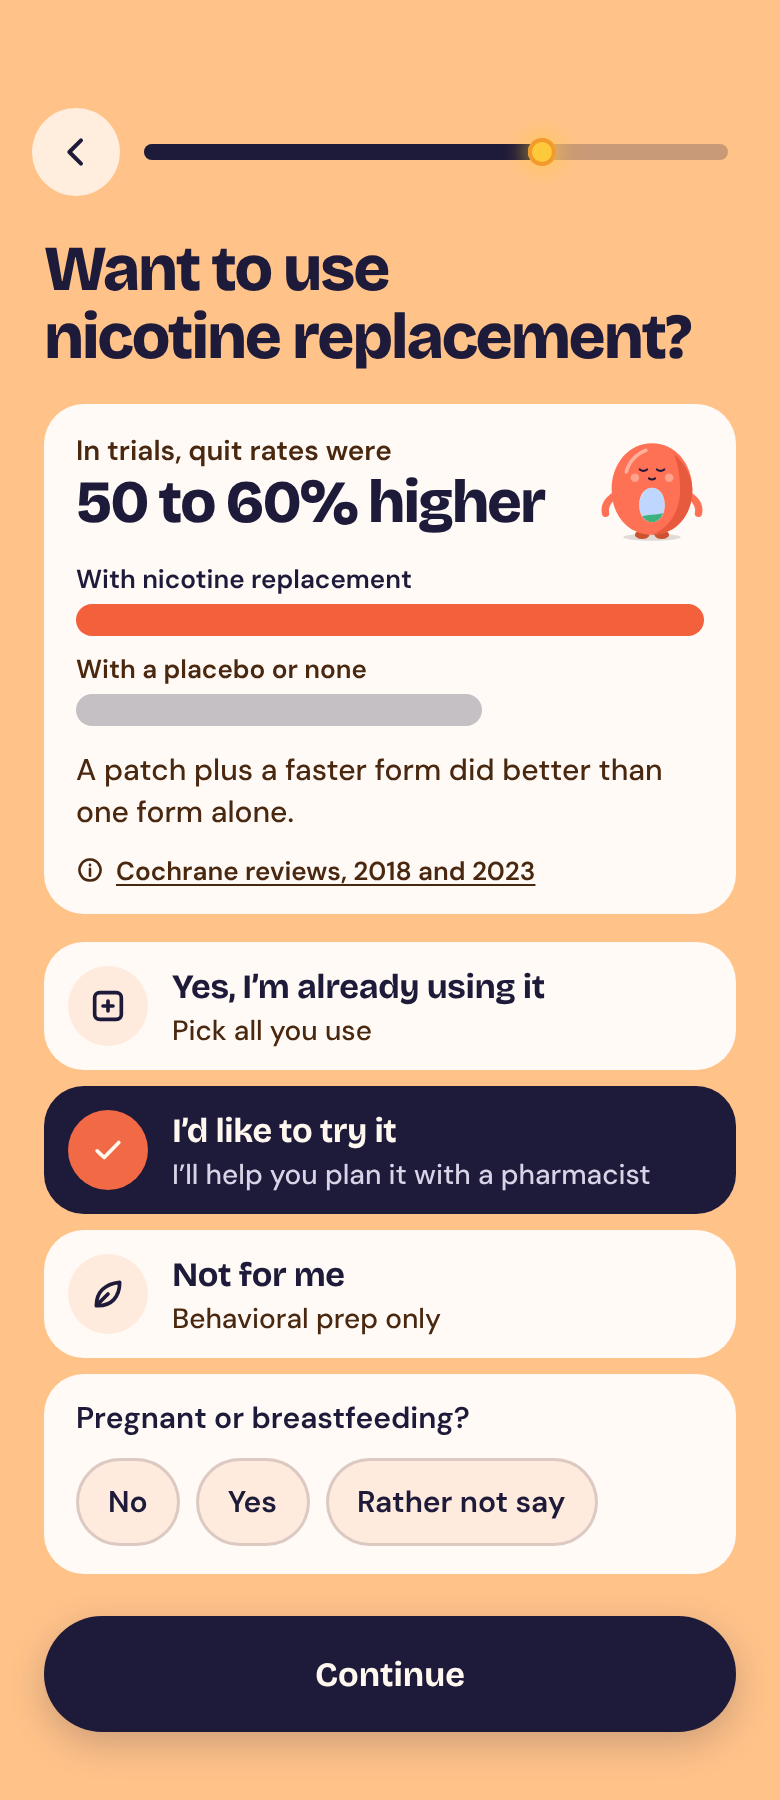 Want to use
nicotine replacement?
In trials, quit rates were
50 to 60% higher
With nicotine replacement
With a placebo or none
A patch plus a faster form did better than
one form alone.
Cochrane reviews, 2018 and 2023
Yes, I’m already using it
Pick all you use
I’d like to try it
I’ll help you plan it with a pharmacist
Not for me
Behavioral prep only
Pregnant or breastfeeding?
No
Yes
Rather not say
Continue